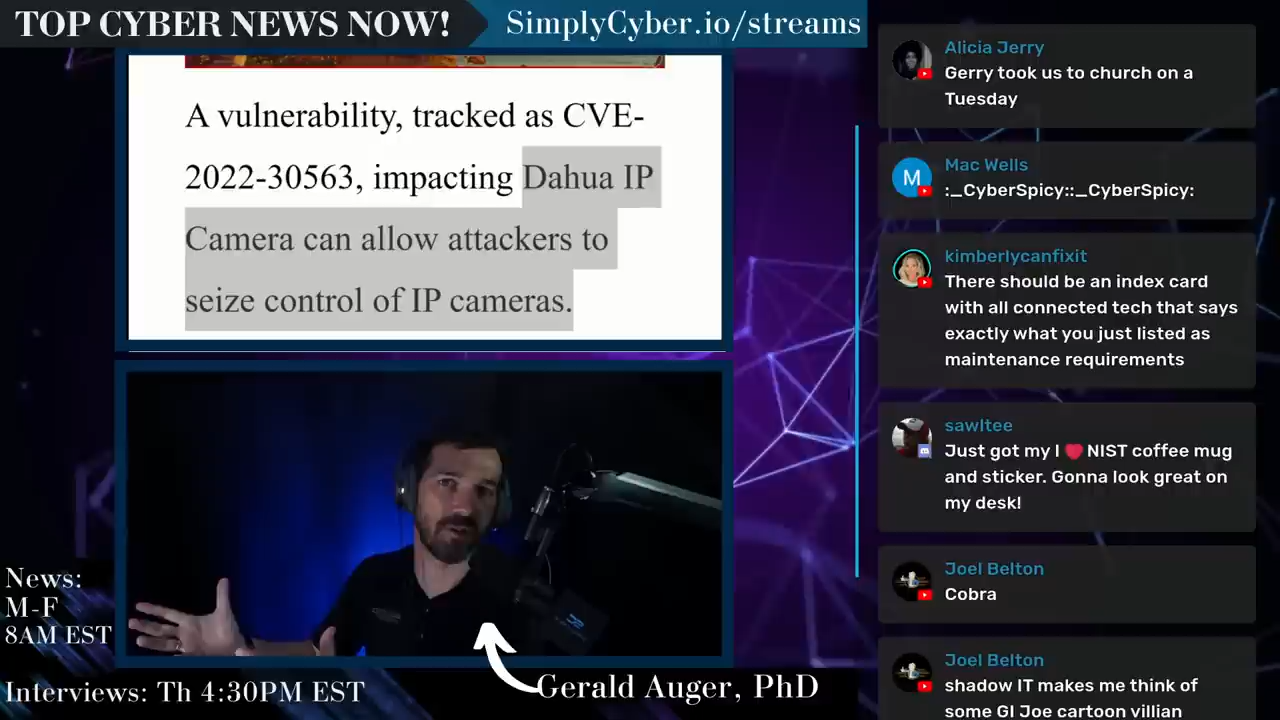 TOP CYBER NEWS NOW!
SimplyCyber.io/streams
A vulnerability, tracked as CVE-
2022-30563, impacting Dahua IP
Camera can allow attackers to
seize control of IP cameras.
News:
M-F
8AM EST
Interviews: Th 4:30PM EST
Gerald Auger, PhD
Alicia Jerry
Gerry took us to church on a
Tuesday
M
Mac Wells
:_CyberSpicy::_CyberSpicy:
kimberlycanfixit
There should be an index card
with all connected tech that says
exactly what you just listed as
maintenance requirements
sawltee
Just got my I ❤️ NIST coffee mug
and sticker. Gonna look great on
my desk!
Joel Belton
Cobra
Joel Belton
shadow IT makes me think of
some GI Joe cartoon villian